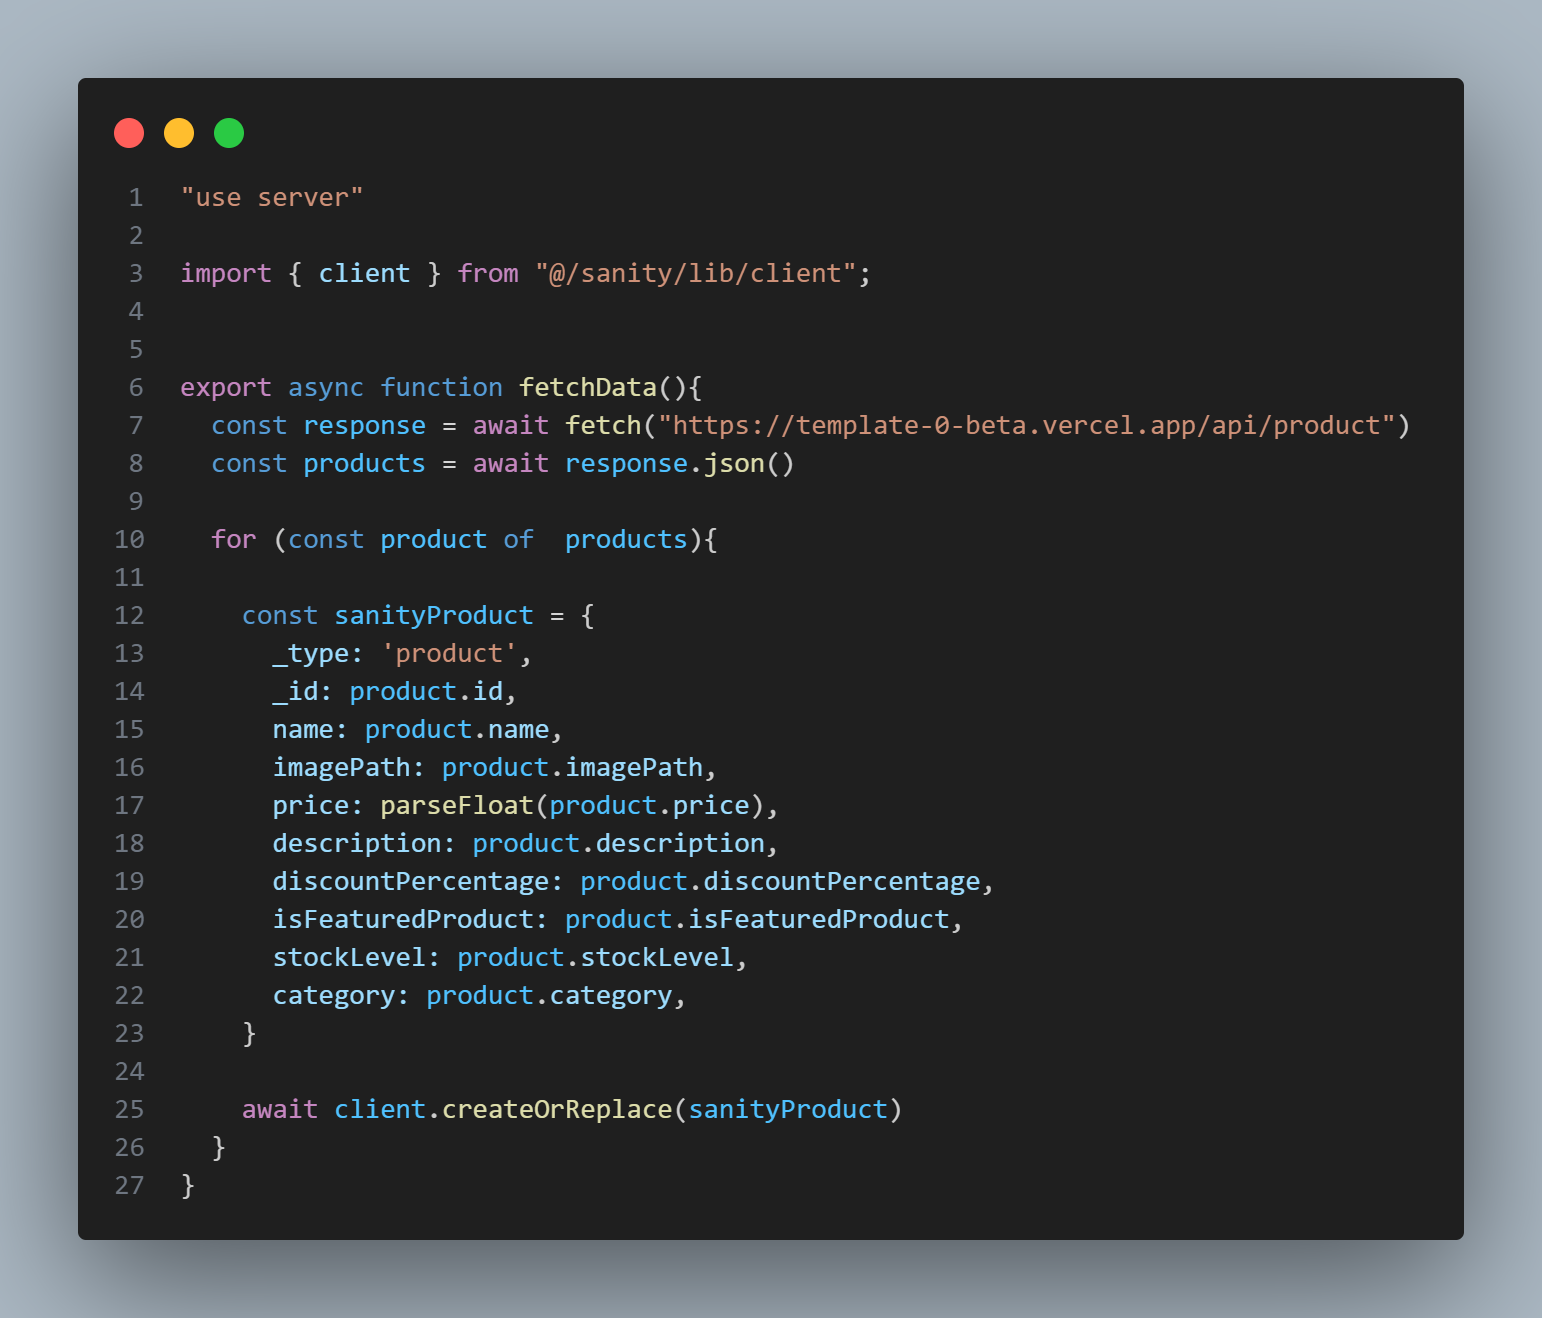 1 "use server"
2
3 import { client } from "@/sanity/lib/client";
4
5
6 export async function fetchData(){
7   const response = await fetch("https://template-0-beta.vercel.app/api/product")
8   const products = await response.json()
9
10   for (const product of  products){
11
12     const sanityProduct = {
13       _type: 'product',
14       _id: product.id,
15       name: product.name,
16       imagePath: product.imagePath,
17       price: parseFloat(product.price),
18       description: product.description,
19       discountPercentage: product.discountPercentage,
20       isFeaturedProduct: product.isFeaturedProduct,
21       stockLevel: product.stockLevel,
22       category: product.category,
23     }
24
25     await client.createOrReplace(sanityProduct)
26   }
27 }